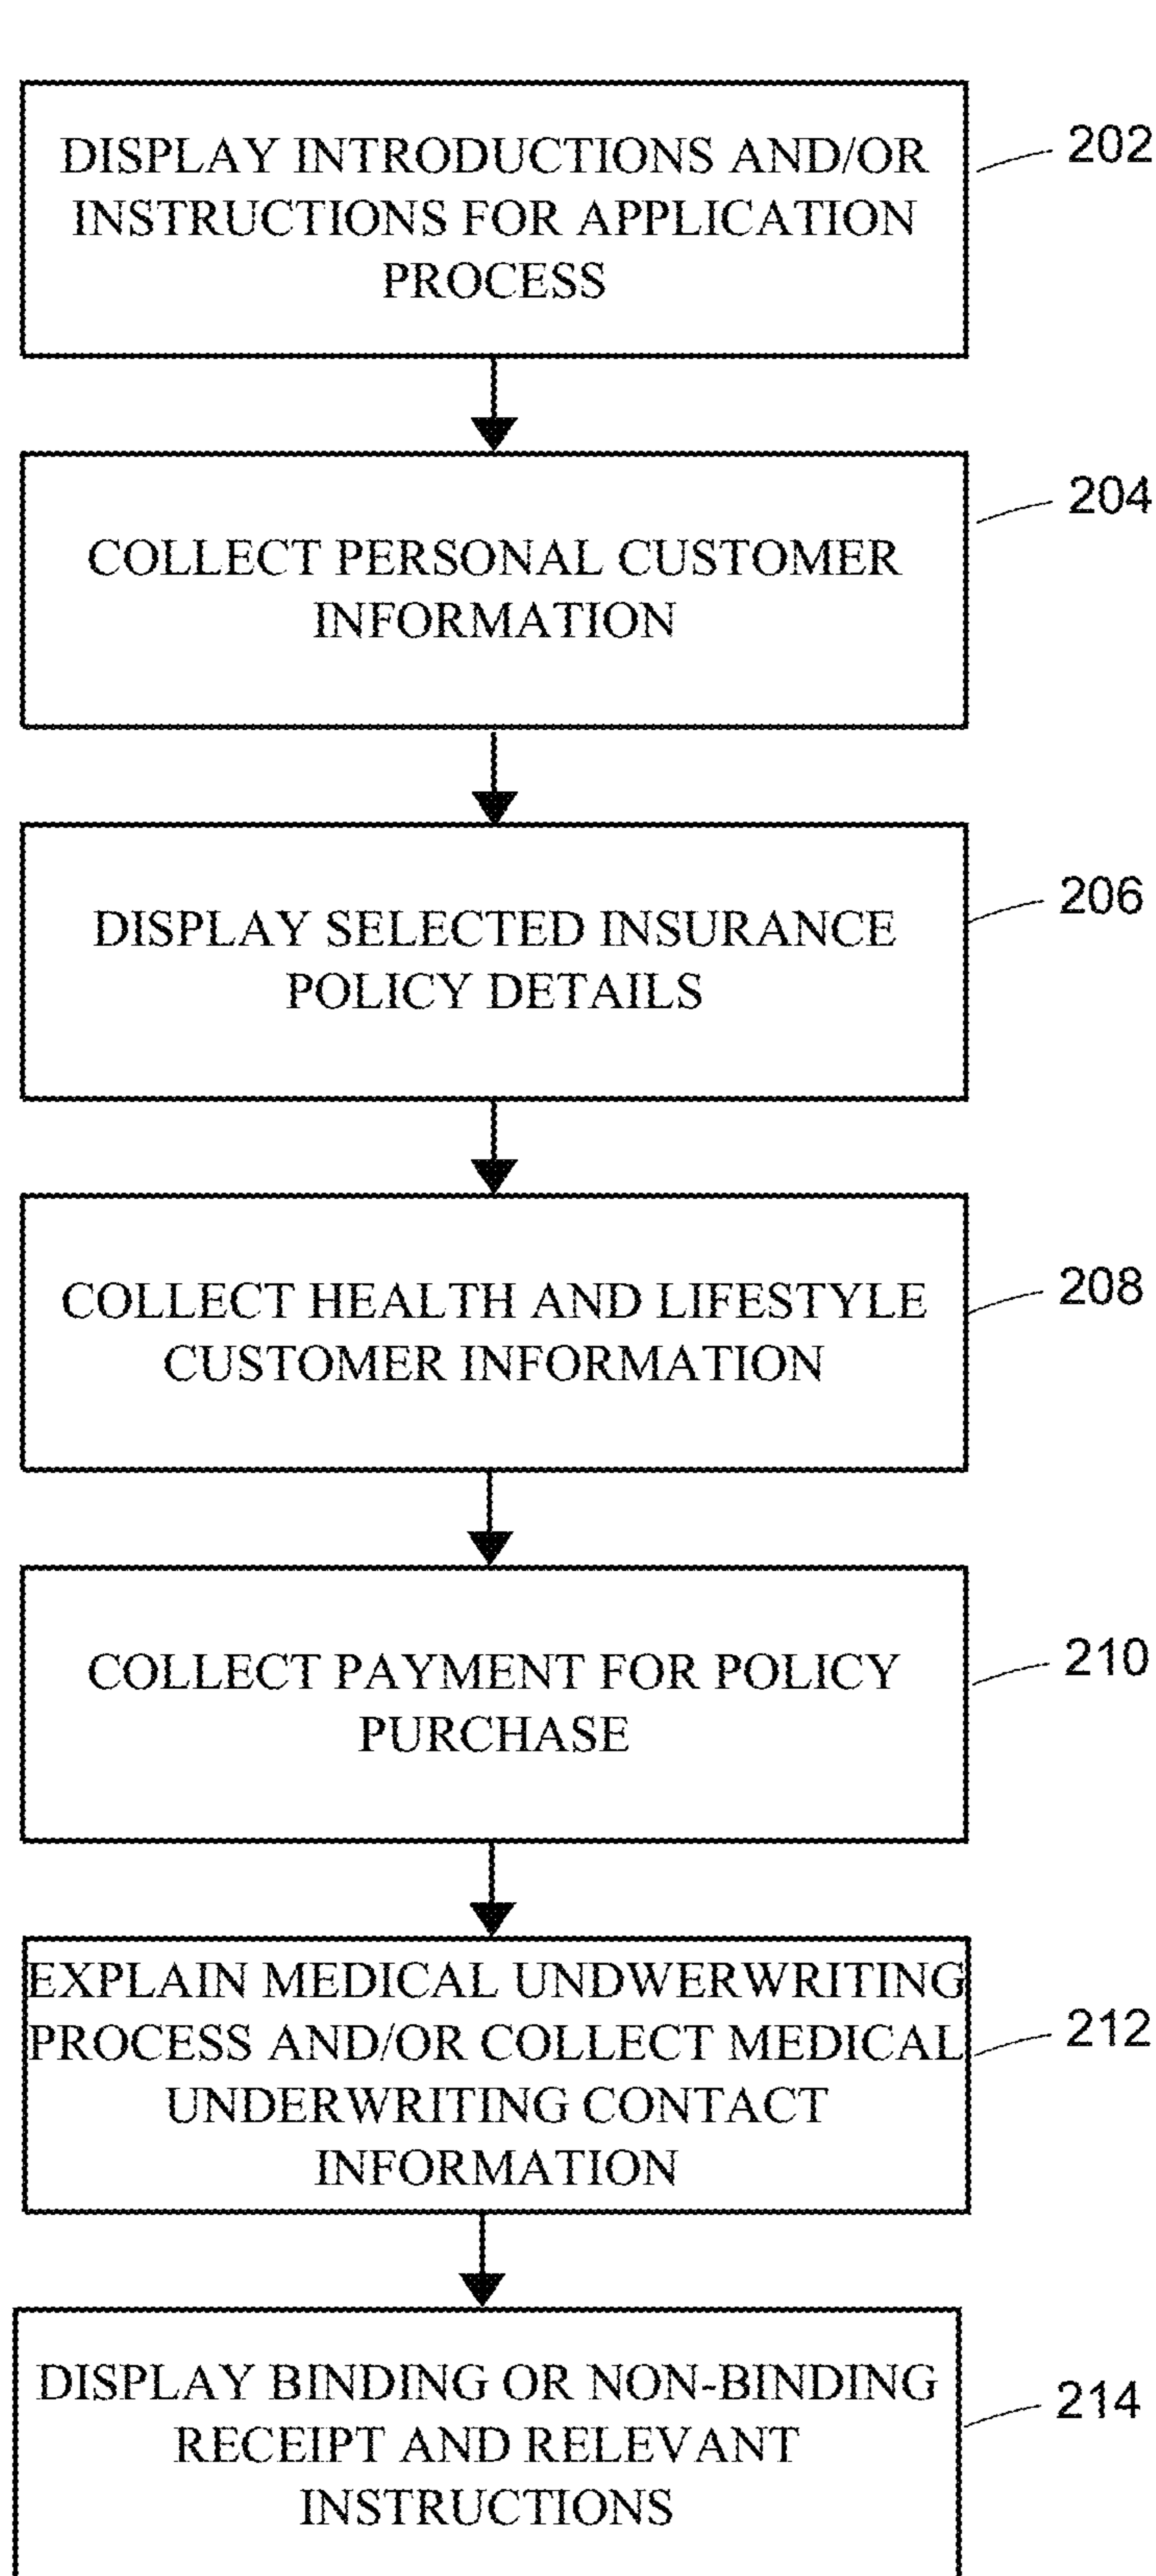 DISPLAY INTRODUCTIONS AND/OR
INSTRUCTIONS FOR APPLICATION
PROCESS
202
COLLECT PERSONAL CUSTOMER
INFORMATION
204
DISPLAY SELECTED INSURANCE
POLICY DETAILS
206
COLLECT HEALTH AND LIFESTYLE
CUSTOMER INFORMATION
208
COLLECT PAYMENT FOR POLICY
PURCHASE
210
EXPLAIN MEDICAL UNDWERWRITING
PROCESS AND/OR COLLECT MEDICAL
UNDERWRITING CONTACT
INFORMATION
212
DISPLAY BINDING OR NON-BINDING
RECEIPT AND RELEVANT
INSTRUCTIONS
214